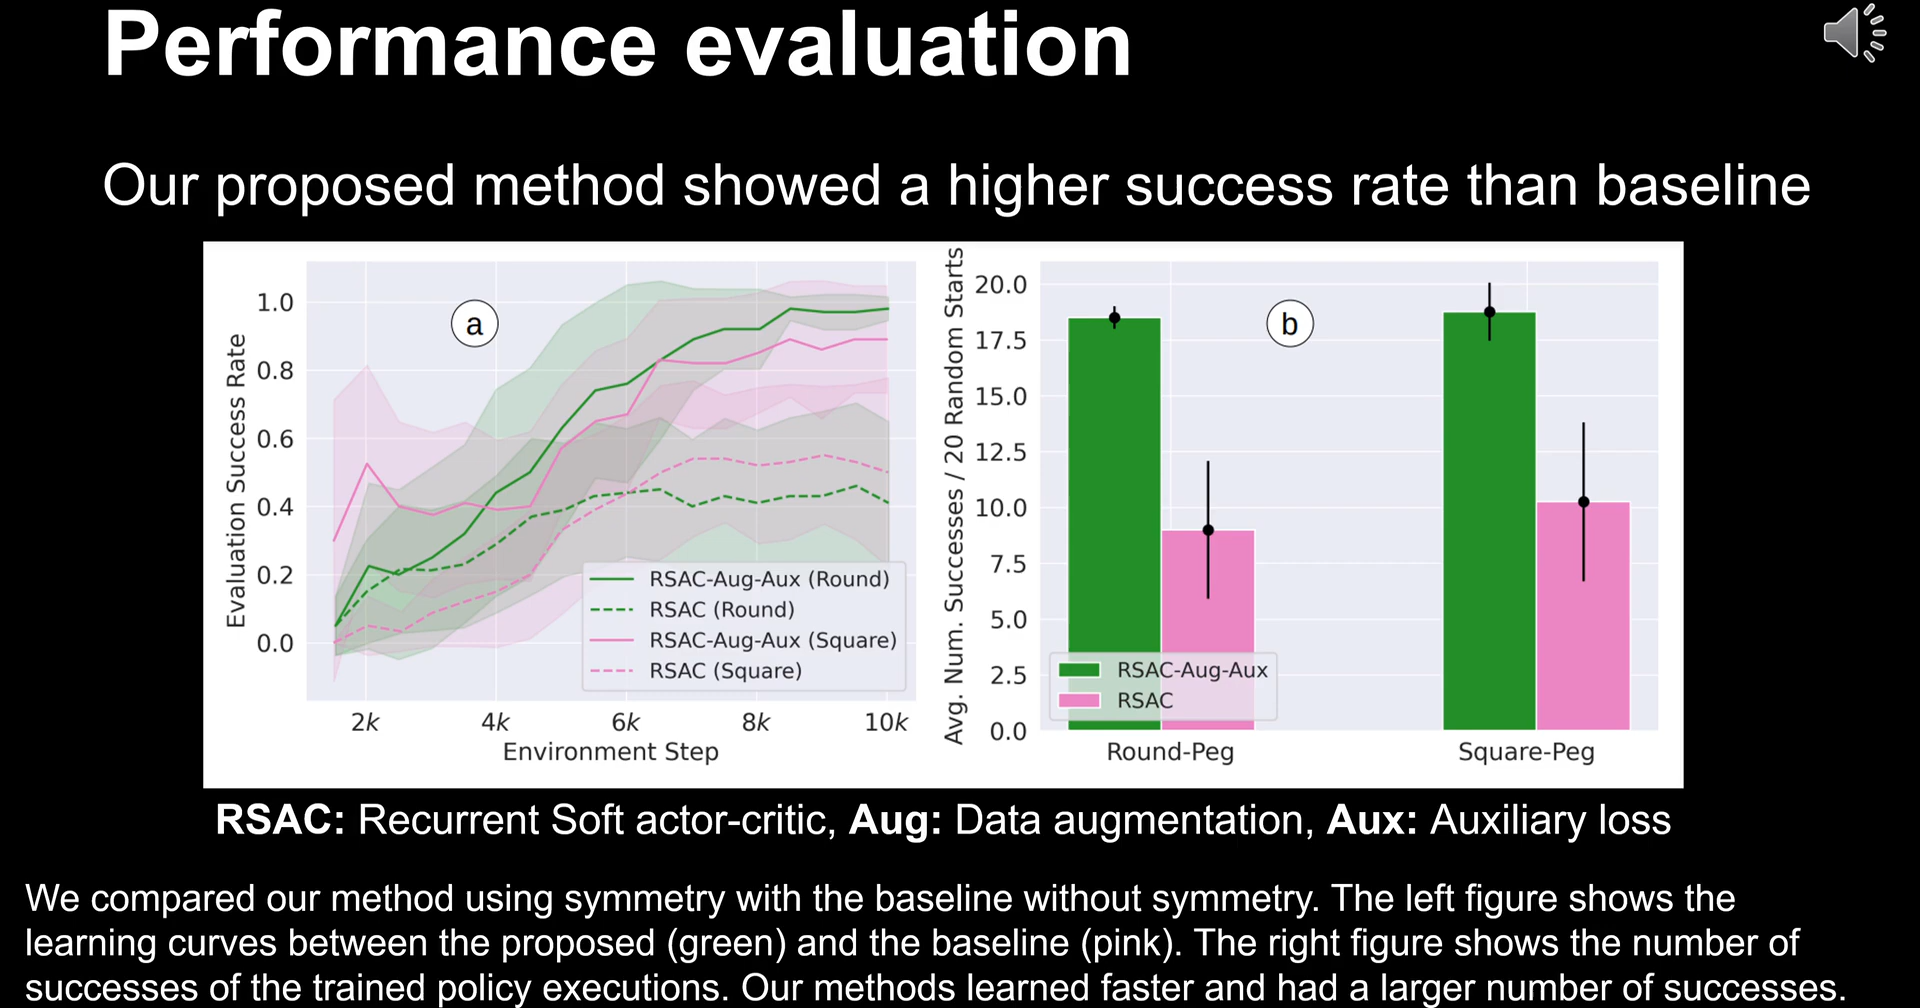 Performance evaluation
Our proposed method showed a higher success rate than baseline
a
Evaluation Success Rate
1.0
0.8
0.6
0.4
0.2
0.0
RSAC-Aug-Aux (Round)
RSAC (Round)
RSAC-Aug-Aux (Square)
RSAC (Square)
2k 4k 6k 8k 10k
Environment Step
b
Avg. Num. Successes / 20 Random Starts
20.0
17.5
15.0
12.5
10.0
7.5
5.0
2.5
0.0
RSAC-Aug-Aux
RSAC
Round-Peg Square-Peg
RSAC: Recurrent Soft actor-critic, Aug: Data augmentation, Aux: Auxiliary loss
We compared our method using symmetry with the baseline without symmetry. The left figure shows the
learning curves between the proposed (green) and the baseline (pink). The right figure shows the number of
successes of the trained policy executions. Our methods learned faster and had a larger number of successes.